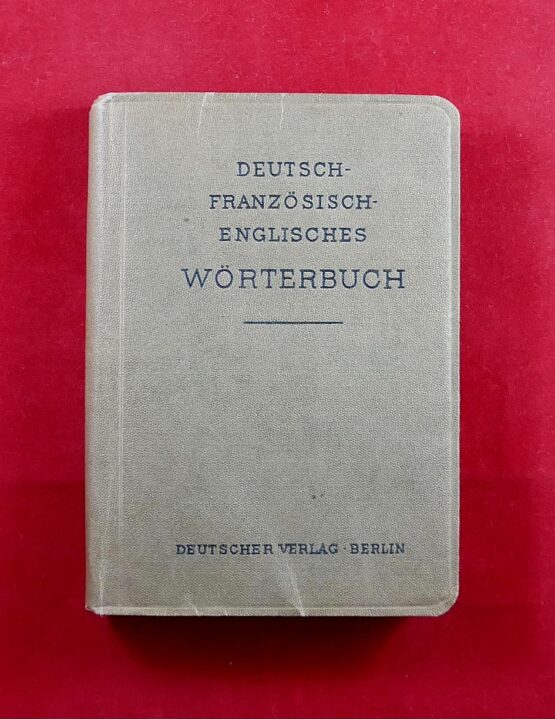 DEUTSCH-
FRANZÖSISCH-
ENGLISCHES
WÖRTERBUCH
DEUTSCHER VERLAG · BERLIN